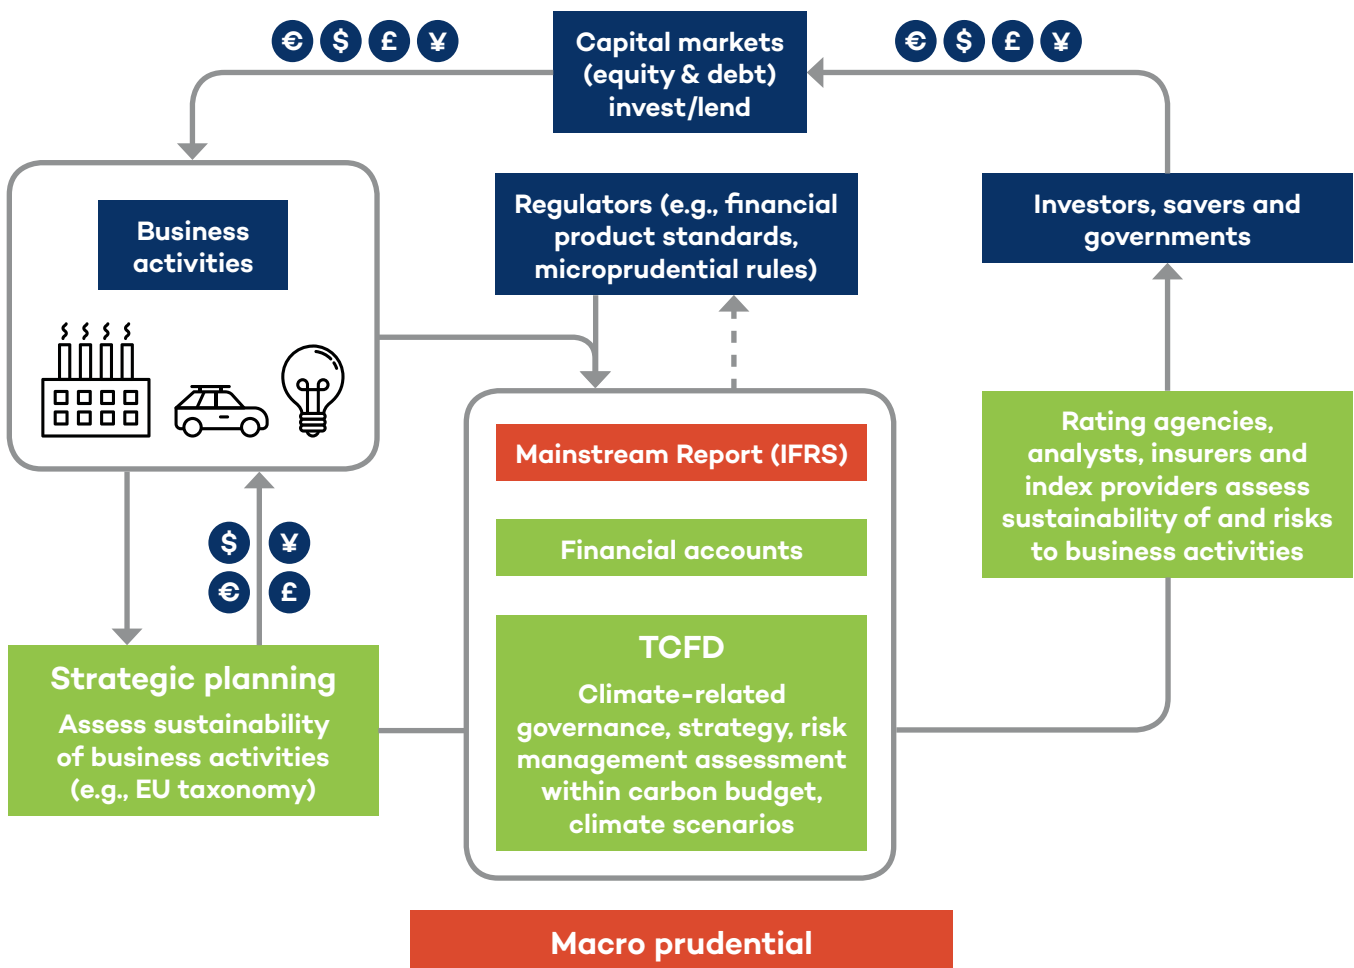 € $ £ ¥
Capital markets
(equity & debt)
invest/lend
€ $ £ ¥
Business
activities
Regulators (e.g., financial
product standards,
microprudential rules)
Investors, savers and
governments
Mainstream Report (IFRS)
Financial accounts
TCFD
Climate-related
governance, strategy, risk
management assessment
within carbon budget,
climate scenarios
Rating agencies,
analysts, insurers and
index providers assess
sustainability of and risks
to business activities
$ ¥
€ £
Strategic planning
Assess sustainability
of business activities
(e.g., EU taxonomy)
Macro prudential